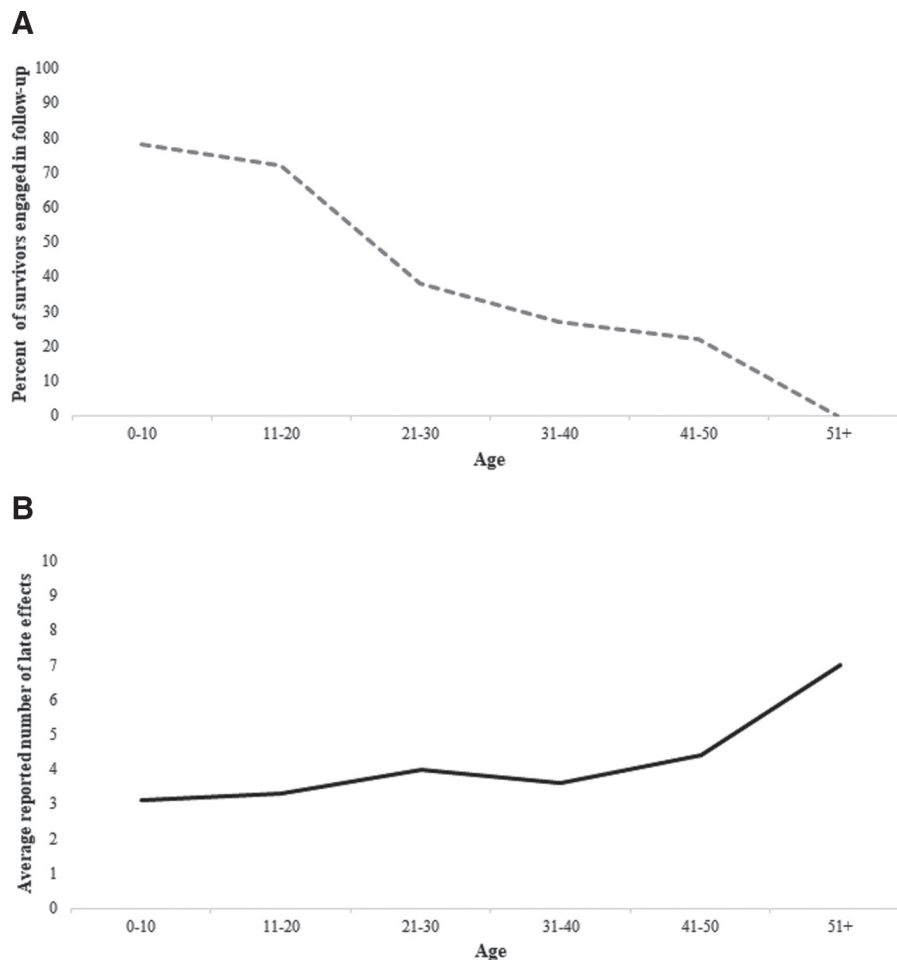 A
Percent of survivors engaged in follow-up
100
90
80
70
60
50
40
30
20
10
0
0-10 11-20 21-30 31-40 41-50 51+
Age
B
Average reported number of late effects
10
9
8
7
6
5
4
3
2
1
0
0-10 11-20 21-30 31-40 41-50 51+
Age